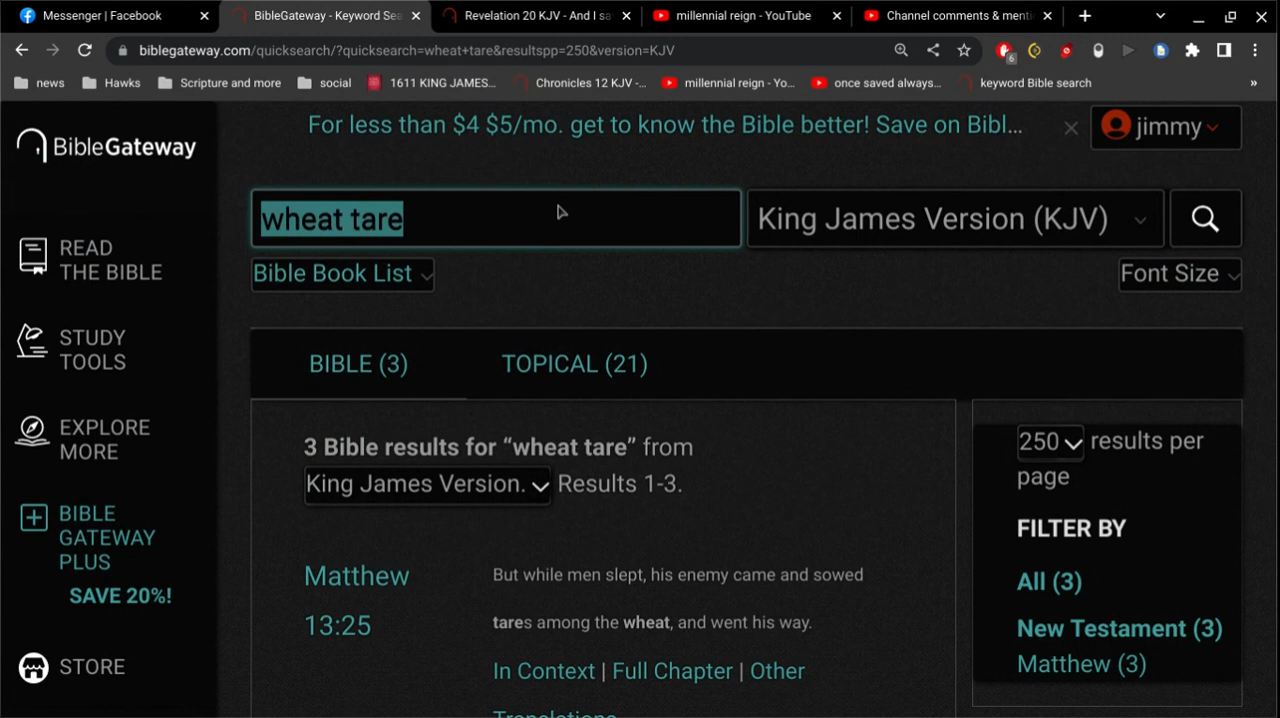 Messenger | Facebook
BibleGateway - Keyword Sea
Revelation 20 KJV - And I sa
millennial reign - YouTube
Channel comments & menti
biblegateway.com/quicksearch/?quicksearch=wheat+tare&resultspp=250&version=KJV
6
news
Hawks
Scripture and more
social
1611 KING JAMES...
Chronicles 12 KJV -...
millennial reign - Yo...
once saved always...
keyword Bible search
»
BibleGateway
For less than $4 $5/mo. get to know the Bible better! Save on Bibl...
jimmy
wheat tare
King James Version (KJV)
Bible Book List
Font Size
READ
THE BIBLE
STUDY
TOOLS
EXPLORE
MORE
BIBLE
GATEWAY
PLUS
SAVE 20%!
STORE
BIBLE (3)
TOPICAL (21)
3 Bible results for “wheat tare” from
King James Version. Results 1-3.
Matthew
13:25
But while men slept, his enemy came and sowed
tares among the wheat, and went his way.
In Context | Full Chapter | Other
Translations
250 results per
page
FILTER BY
All (3)
New Testament (3)
Matthew (3)